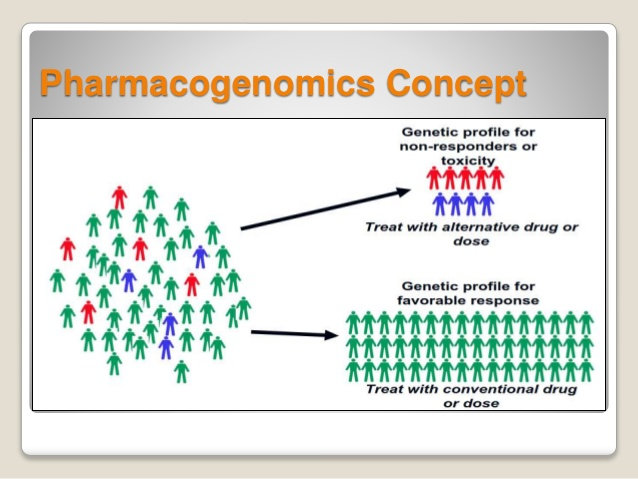 Pharmacogenomics Concept
Genetic profile for
non-responders or
toxicity
Treat with alternative drug or
dose
Genetic profile for
favorable response
Treat with conventional drug
or dose